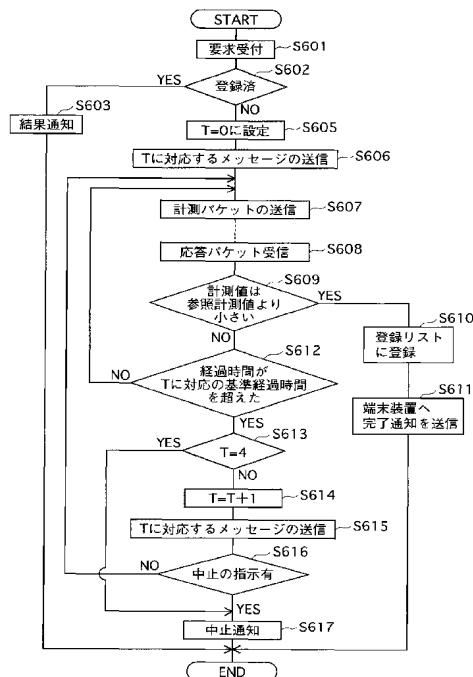 START
要求受付
S601
S602
YES
登録済
S603
NO
結果通知
T=0に設定
S605
Tに対応するメッセージの送信
S606
計測パケットの送信
S607
応答パケット受信
S608
S609
計測値は
参照計測値より
小さい
YES
S610
登録リスト
に登録
NO
S612
経過時間が
Tに対応の基準経過時間
を超えた
NO
S611
端末装置へ
完了通知を送信
YES
S613
YES
T=4
NO
T=T+1
S614
Tに対応するメッセージの送信
S615
S616
NO
中止の指示有
YES
中止通知
S617
END